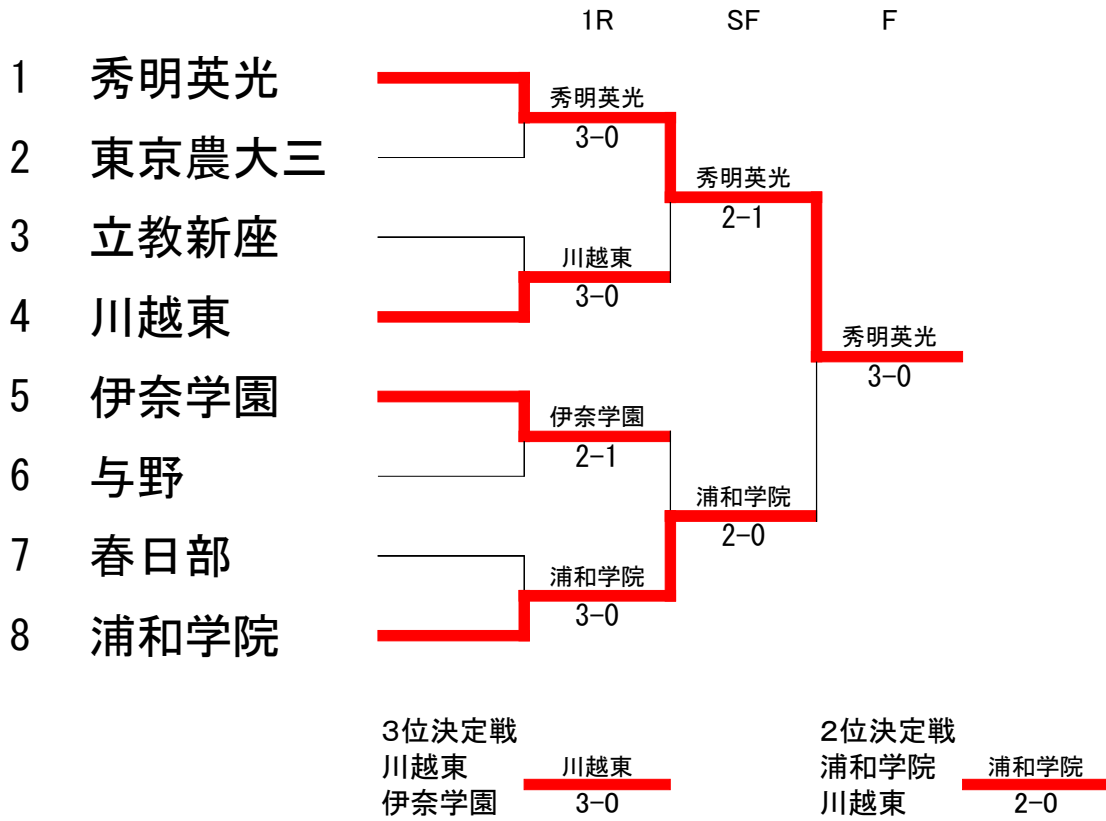 1R SF F
1 秀明英光
2 東京農大三
3 立教新座
4 川越東
5 伊奈学園
6 与野
7 春日部
8 浦和学院
秀明英光
3-0
川越東
3-0
伊奈学園
2-1
浦和学院
3-0
秀明英光
2-1
浦和学院
2-0
秀明英光
3-0
3位決定戦
川越東
伊奈学園
川越東
3-0
2位決定戦
浦和学院
川越東
浦和学院
2-0